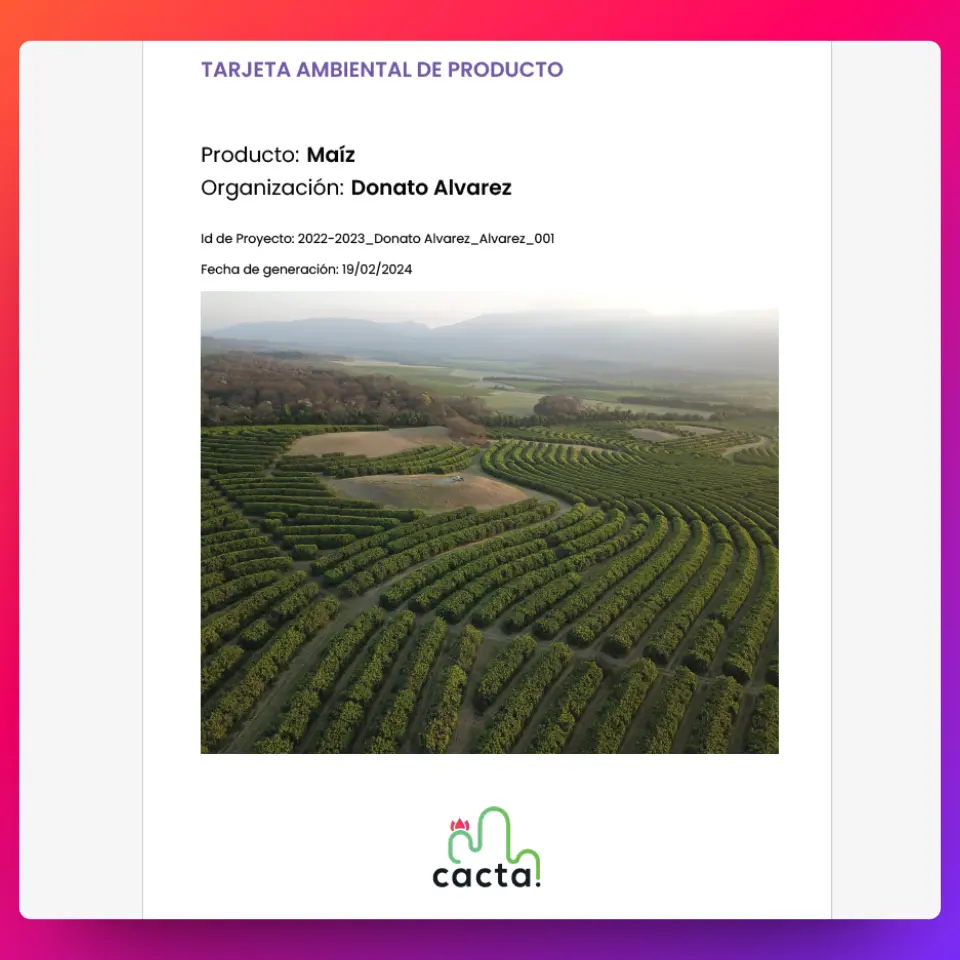 TARJETA AMBIENTAL DE PRODUCTO
Producto: Maíz
Organización: Donato Alvarez
Id de Proyecto: 2022-2023_Donato Alvarez_Alvarez_001
Fecha de generación: 19/02/2024
cacta!